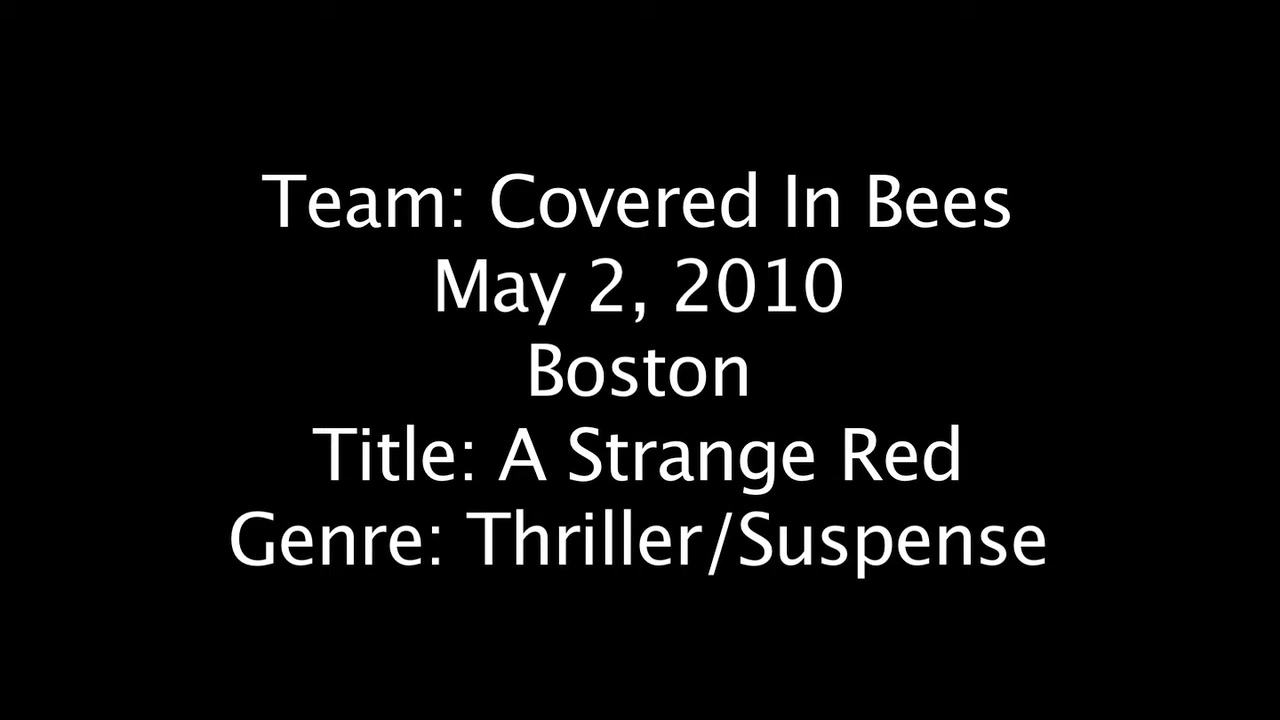 Team: Covered In Bees
May 2, 2010
Boston
Title: A Strange Red
Genre: Thriller/Suspense